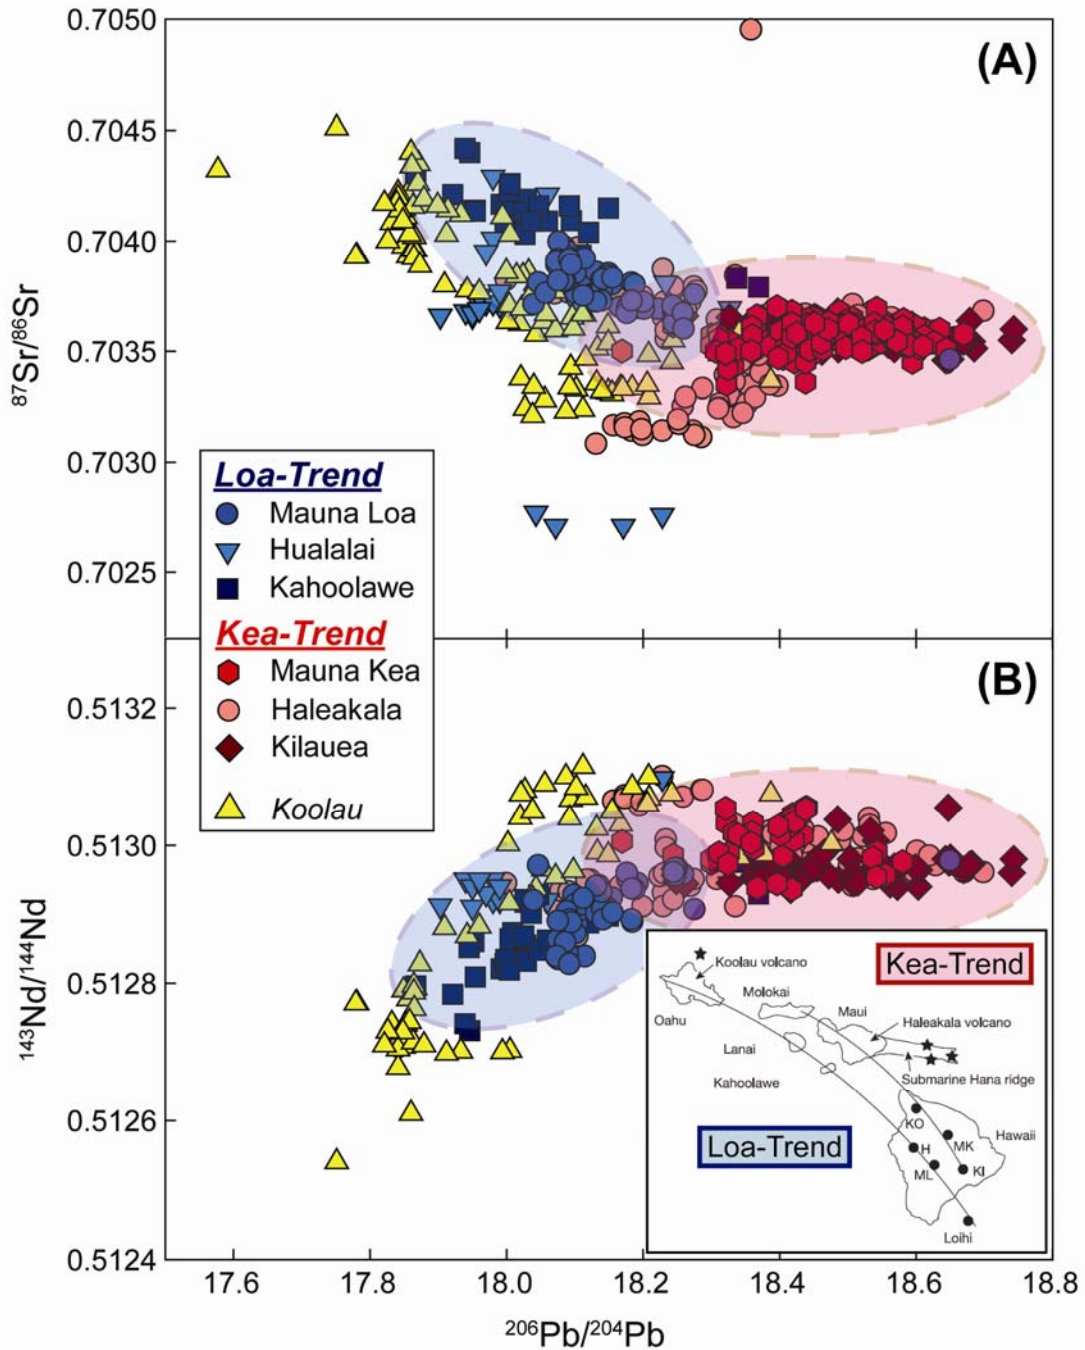 0.7050
(A)
0.7045
0.7040
0.7035
0.7030
0.7025
87Sr/86Sr
Loa-Trend
Mauna Loa
Hualalai
Kahoolawe
Kea-Trend
Mauna Kea
Haleakala
Kilauea
Koolau
(B)
0.5132
0.5130
0.5128
0.5126
0.5124
143Nd/144Nd
Kea-Trend
Koolau volcano
Molokai
Maui
Oahu
Haleakala volcano
Lanai
Submarine Hana ridge
Kahoolawe
KO
Hawaii
Loa-Trend
H
MK
ML
KI
Loihi
17.6 17.8 18.0 18.2 18.4 18.6 18.8
206Pb/204Pb